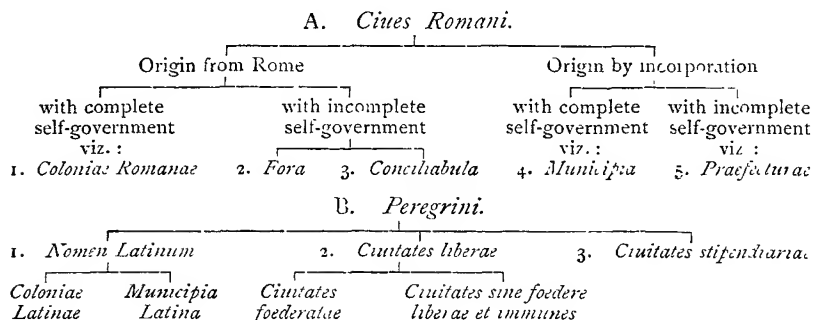 A. Ciues Romani.
Origin from Rome Origin by incorporation
with complete with incomplete with complete with incomplete
self-government self-government self-government self-government
viz. : viz. : viz :
1. Coloniae Romanae 2. Fora 3. Conciliabula 4. Municipia 5. Praefecturae
B. Peregrini.
1. Nomen Latinum 2. Ciuitates liberae 3. Ciuitates stipendiariae
Coloniae Municipia Ciuitates Ciuitates sine foedere
Latinae Latina foederatae liberae et immunes